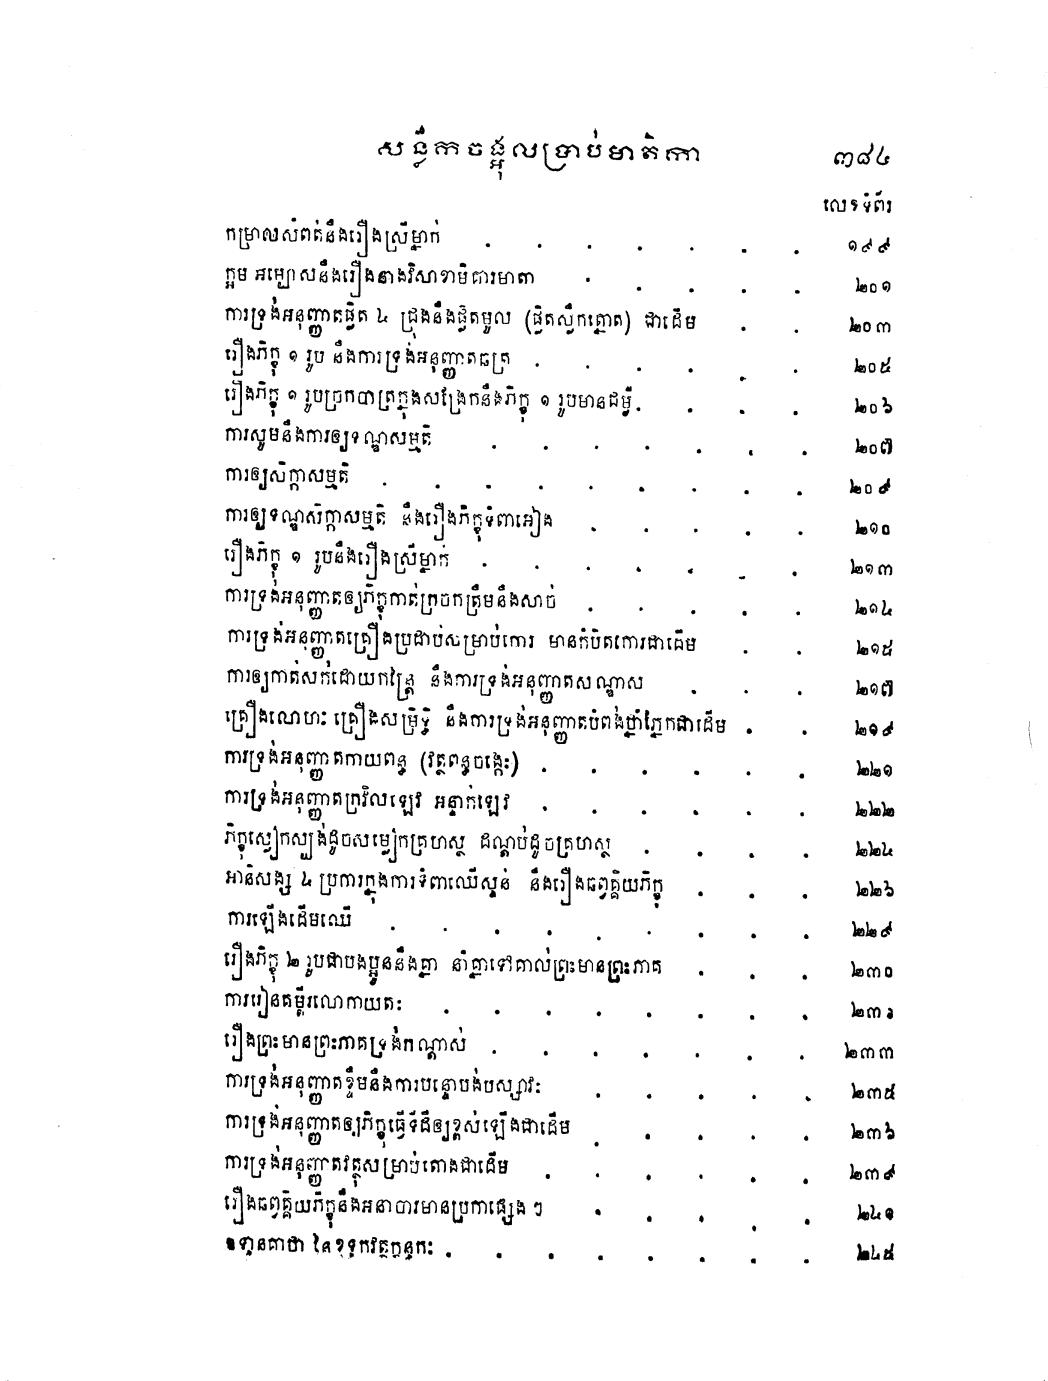 សន្លឹកចង្អុលប្រាប់មាតិកា ៣៨៤
លេខទំព័រ
កម្រាលសំពត់នឹងរឿងស្រីម្នាក់ . . . . . . . ១៩៩
ក្អម អម្បោសនឹងរឿងនាងវិសាខាមិគារមាតា . . . . . ២០១
ការទ្រង់អនុញ្ញាតផ្លិត ៤ ជ្រុងនឹងផ្លិតមូល (ផ្លិតស្លឹកត្នោត) ជាដើម . . ២០៣
រឿងភិក្ខុ ១ រូប នឹងការទ្រង់អនុញ្ញាតឆត្រ . . . . . . ២០៥
រឿងភិក្ខុ ១ រូបច្រកបាត្រក្នុងសង្រែកនឹងភិក្ខុ ១ រូបមានជម្ងឺ . . . . ២០៦
ការសូមនឹងការឲ្យទណ្ឌសម្មតិ . . . . . . . ២០៧
ការឲ្យសិក្កាសម្មតិ . . . . . . . . . ២០៩
ការឲ្យទណ្ឌសិក្កាសម្មតិ នឹងរឿងភិក្ខុទំពាអៀង . . . . . ២១០
រឿងភិក្ខុ ១ រូបនឹងរឿងស្រីម្នាក់ . . . . . . . ២១៣
ការទ្រង់អនុញ្ញាតឲ្យភិក្ខុកាត់ក្រចកត្រឹមនឹងសាច់ . . . . . ២១៤
ការទ្រង់អនុញ្ញាតគ្រឿងប្រដាប់សម្រាប់កោរ មានកំបិតកោរជាដើម . . ២១៥
ការឲ្យកាត់សក់ដោយកន្ត្រៃ នឹងការទ្រង់អនុញ្ញាតសណ្ឌាស . . . ២១៧
គ្រឿងលោហះ គ្រឿងសម្រិទ្ធិ នឹងការទ្រង់អនុញ្ញាតបំពង់ថ្នាំភ្នែកជាដើម . . ២១៩
ការទ្រង់អនុញ្ញាតកាយពន្ធ (វត្ថពន្ធចង្កេះ) . . . . . . ២២១
ការទ្រង់អនុញ្ញាតក្រវិលឡេវ អន្ទាក់ឡេវ . . . . . . ២២២
ភិក្ខុស្លៀកស្បង់ដូចសម្លៀកគ្រហស្ថ ដណ្ដប់ដូចគ្រហស្ថ . . . . ២២៤
អានិសង្ស ៤ ប្រការក្នុងការទំពាឈើស្ទន់ នឹងរឿងឆព្វគ្គិយភិក្ខុ . . . ២២៦
ការឡើងដើមឈើ . . . . . . . . . ២២៩
រឿងភិក្ខុ ២ រូបជាបងប្អូននឹងគ្នា នាំគ្នាទៅគាល់ព្រះមានព្រះភាគ . . . ២៣០
ការរៀនគម្ពីរលោកាយតៈ . . . . . . . . ២៣១
រឿងព្រះមានព្រះភាគទ្រង់កណ្ដាស់ . . . . . . . ២៣៣
ការទ្រង់អនុញ្ញាតខ្ទឹមនឹងការបន្ទោបង់បស្សាវៈ . . . . . ២៣៥
ការទ្រង់អនុញ្ញាតឲ្យភិក្ខុធ្វើទីដីឲ្យខ្ពស់ឡើងជាដើម . . . . . ២៣៦
ការទ្រង់អនុញ្ញាតវត្ថុសម្រាប់តោងជាដើម . . . . . . ២៣៩
រឿងឆព្វគ្គិយភិក្ខុនឹងអនាចារមានប្រការផ្សេង ៗ . . . . . ២៤១
ឧទ្ទានគាថា នៃខុទ្ទកវត្ថុក្ខន្ធកៈ . . . . . . . . ២៤៥